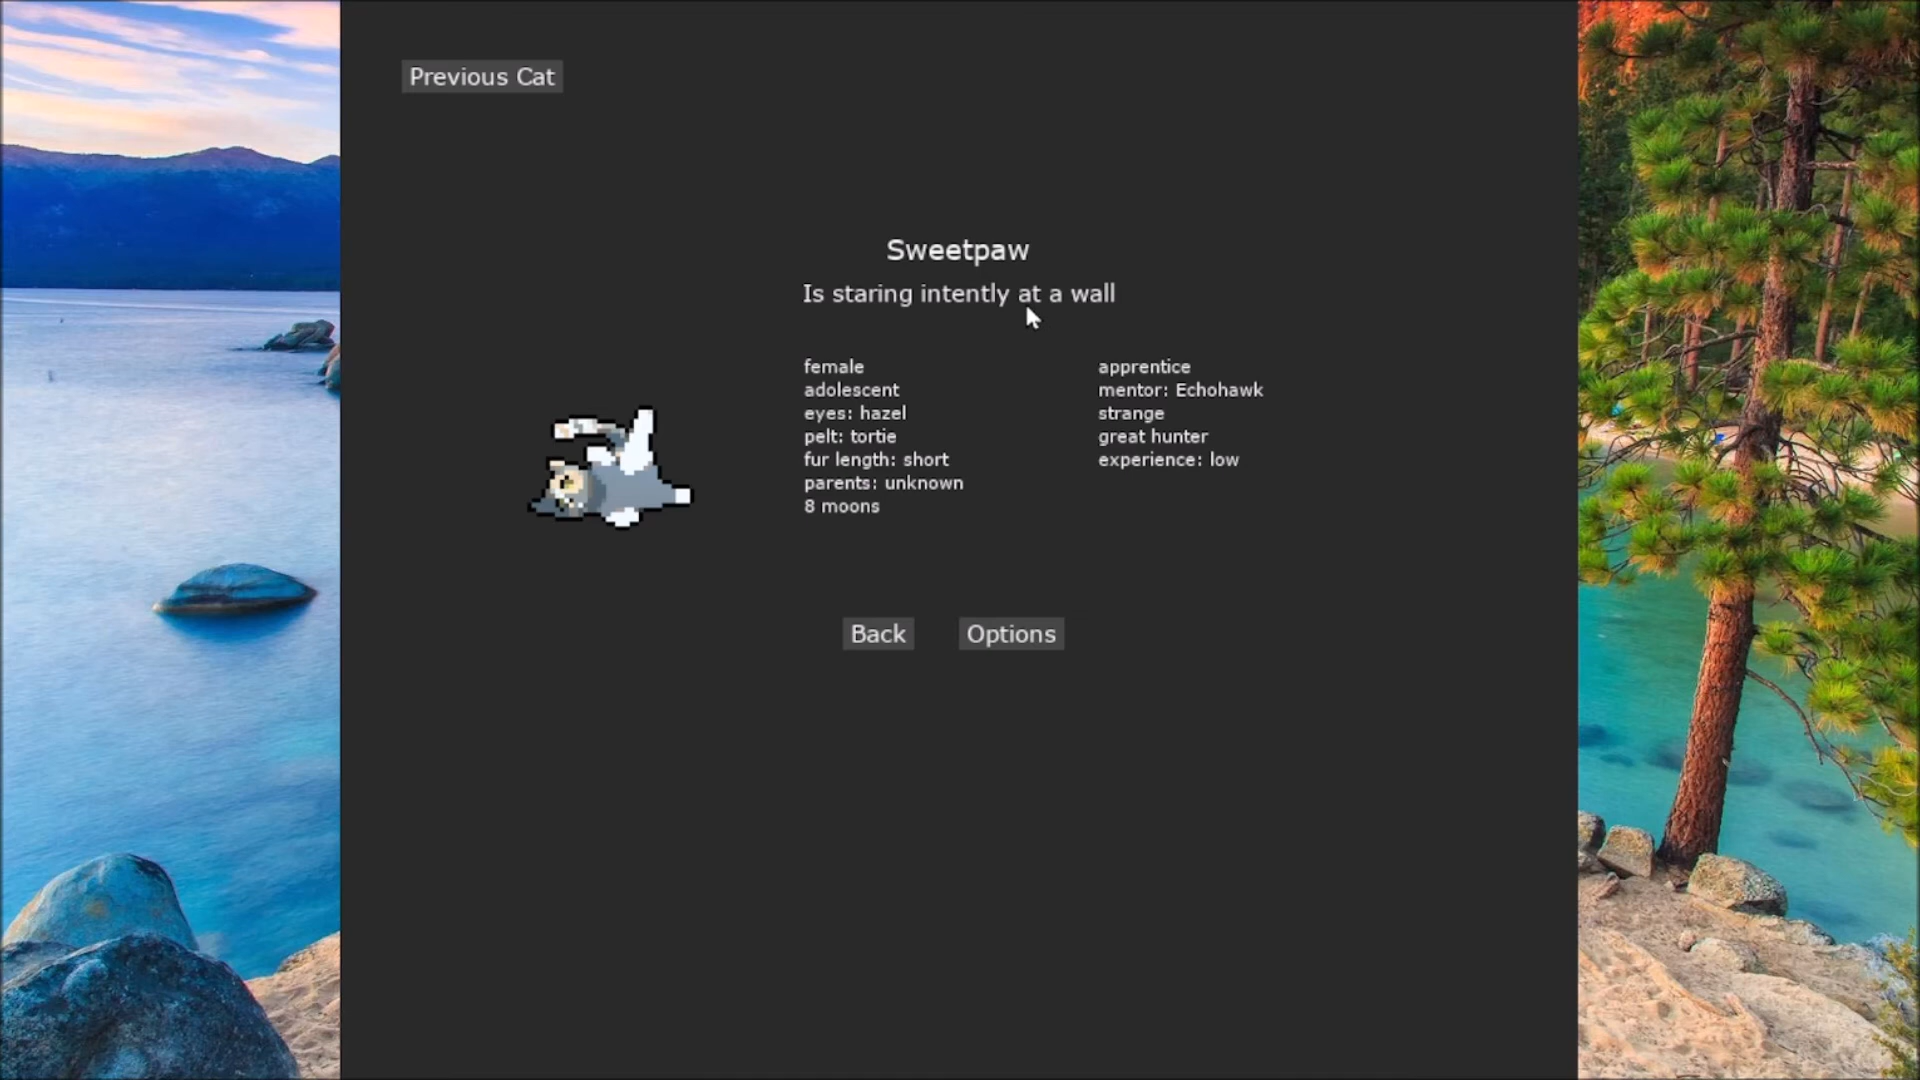 Previous Cat
Sweetpaw
Is staring intently at a wall
female
adolescent
eyes: hazel
pelt: tortie
fur length: short
parents: unknown
8 moons
apprentice
mentor: Echohawk
strange
great hunter
experience: low
Back
Options